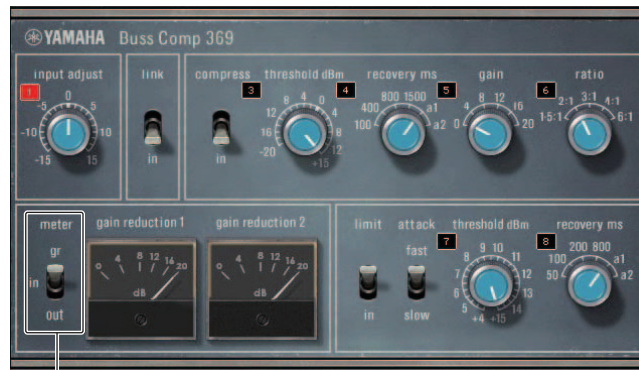 YAMAHA Buss Comp 369
input adjust
1
-15 -10 -5 0 5 10 15
link
in
compress
in
3
threshold dBm
-20 16 12 8 4 0 4 8 12 +15
4
recovery ms
100 400 800 1500 a1 a2
5
gain
0 4 8 12 16 20
6
ratio
1·5:1 2:1 3:1 4:1 6:1
meter
gr
in
out
gain reduction 1
0 4 8 12 16 20
dB
gain reduction 2
0 4 8 12 16 20
dB
limit
in
attack
fast
slow
7
threshold dBm
+4 5 6 7 8 9 10 11 12 13 14 +15
8
recovery ms
50 100 200 800 a1 a2